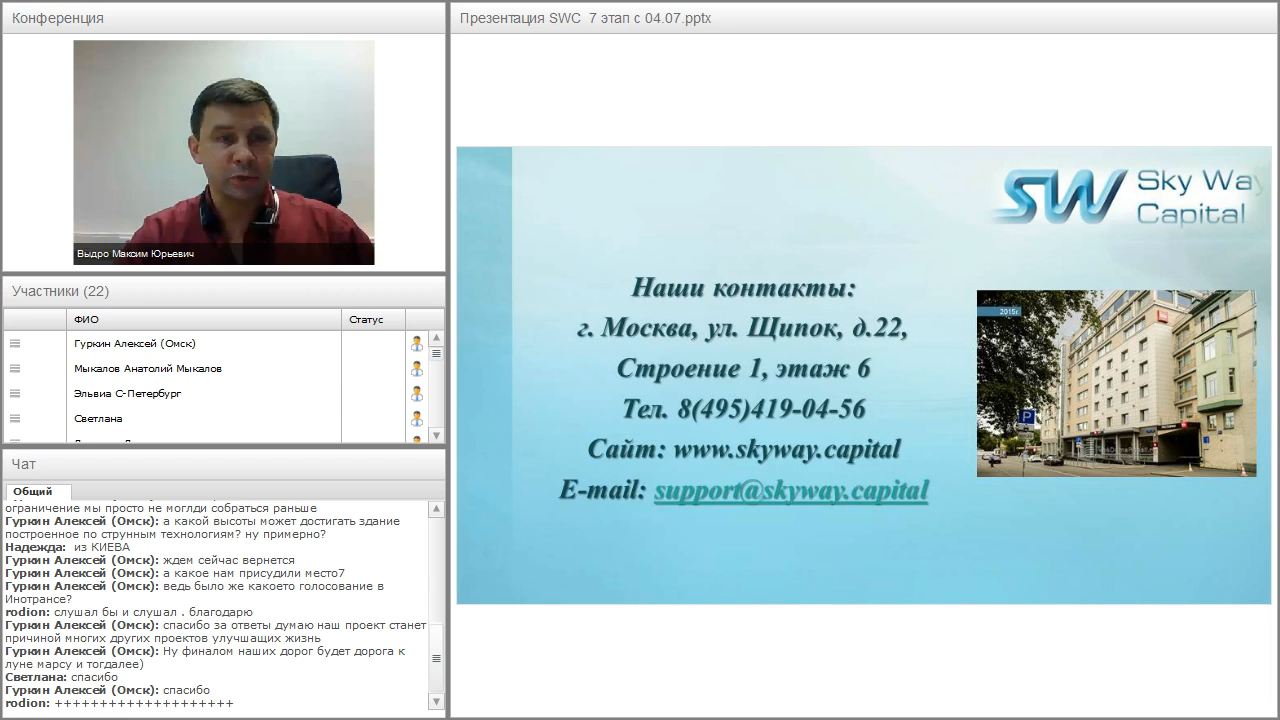 Конференция
Выдро Максим Юрьевич
Участники (22)
ФИО
Статус
Гуркин Алексей (Омск)
Мыкалов Анатолий Мыкалов
Эльвиа С-Петербург
Светлана
Чат
Общий
ограничение мы просто не моглди собраться раньше
Гуркин Алексей (Омск): а какой высоты может достигать здание
построенное по струнным технологиям? ну примерно?
Надежда: из КИЕВА
Гуркин Алексей (Омск): ждем сейчас вернется
Гуркин Алексей (Омск): а какое нам присудили место7
Гуркин Алексей (Омск): ведь было же какоето голосование в
Инотрансе?
rodion: слушал бы и слушал . благодарю
Гуркин Алексей (Омск): спасибо за ответы думаю наш проект станет
причиной многих других проектов улучшащих жизнь
Гуркин Алексей (Омск): Ну финалом наших дорог будет дорога к
луне марсу и тогдалее)
Светлана: спасибо
Гуркин Алексей (Омск): спасибо
rodion: ++++++++++++++++++++
Презентация SWC 7 этап с 04.07.pptx
SW Sky Way
Capital
Наши контакты:
г. Москва, ул. Щипок, д.22,
Строение 1, этаж 6
Тел. 8(495)419-04-56
Сайт: www.skyway.capital
E-mail: support@skyway.capital
2015г.
P